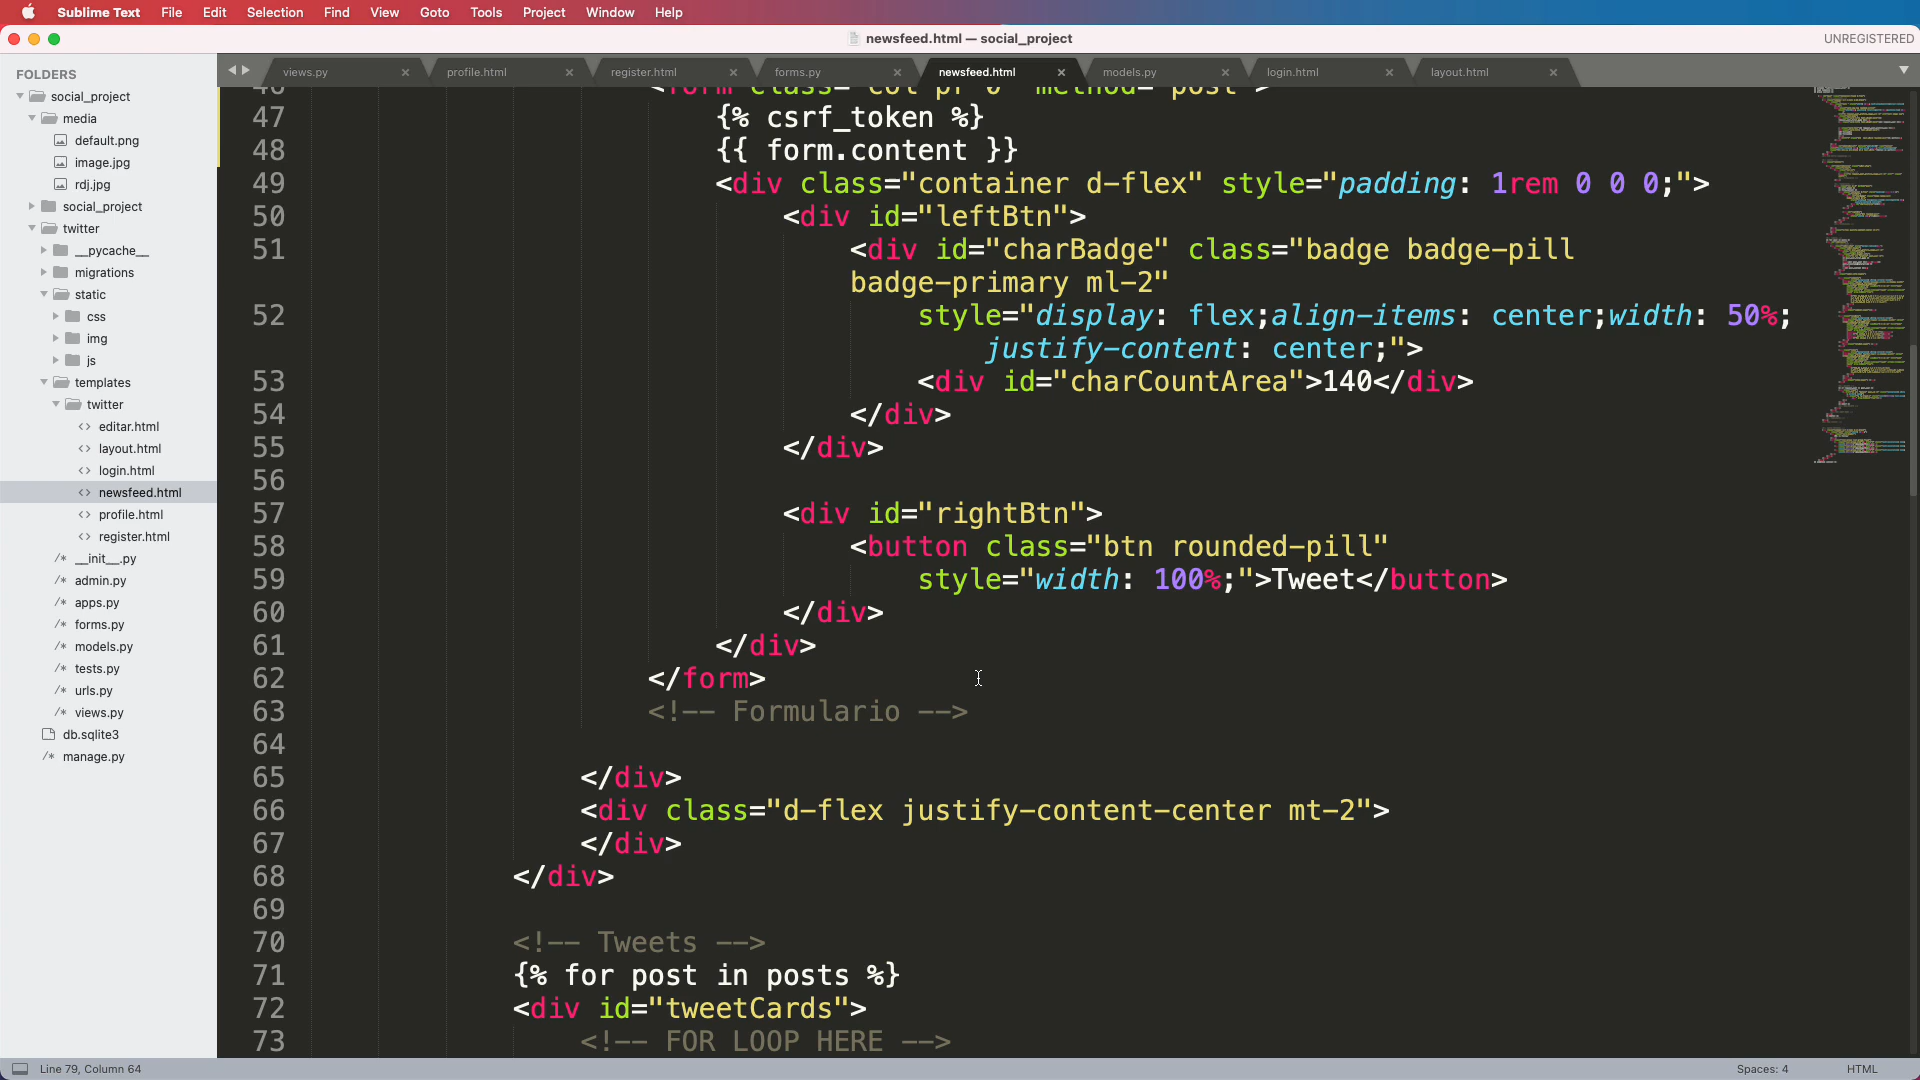 Sublime Text File Edit Selection Find View Goto Tools Project Window Help
newsfeed.html — social_project
UNREGISTERED
FOLDERS
social_project
media
default.png
image.jpg
rdj.jpg
social_project
twitter
__pycache__
migrations
static
css
img
js
templates
twitter
editar.html
layout.html
login.html
newsfeed.html
profile.html
register.html
__init__.py
admin.py
apps.py
forms.py
models.py
tests.py
urls.py
views.py
db.sqlite3
manage.py
views.py profile.html register.html forms.py newsfeed.html models.py login.html layout.html
46 <form class="col pr-0" method="post">
47 {% csrf_token %}
48 {{ form.content }}
49 <div class="container d-flex" style="padding: 1rem 0 0 0;">
50 <div id="leftBtn">
51 <div id="charBadge" class="badge badge-pill
badge-primary ml-2"
52 style="display: flex;align-items: center;width: 50%;
justify-content: center;">
53 <div id="charCountArea">140</div>
54 </div>
55 </div>
56
57 <div id="rightBtn">
58 <button class="btn rounded-pill"
59 style="width: 100%;">Tweet</button>
60 </div>
61 </div>
62 </form>
63 <!-- Formulario -->
64
65 </div>
66 <div class="d-flex justify-content-center mt-2">
67 </div>
68 </div>
69
70 <!-- Tweets -->
71 {% for post in posts %}
72 <div id="tweetCards">
73 <!-- FOR LOOP HERE -->
Line 79, Column 64
Spaces: 4
HTML